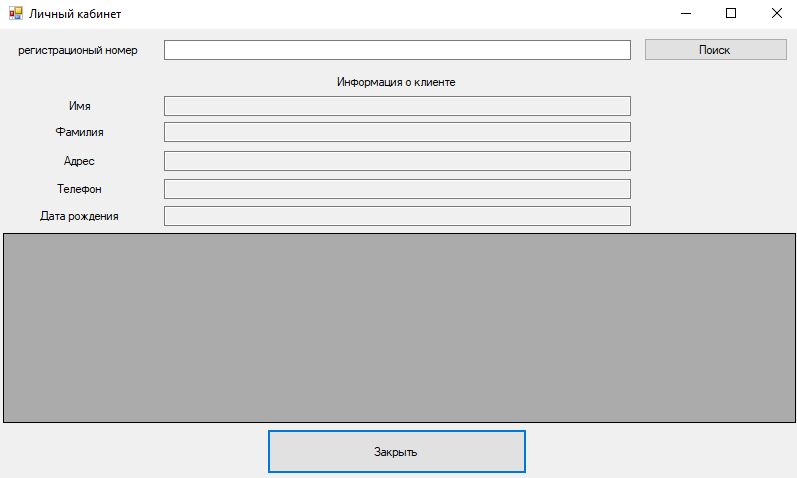 Личный кабинет
регистрационый номер
Поиск
Информация о клиенте
Имя
Фамилия
Адрес
Телефон
Дата рождения
Закрыть